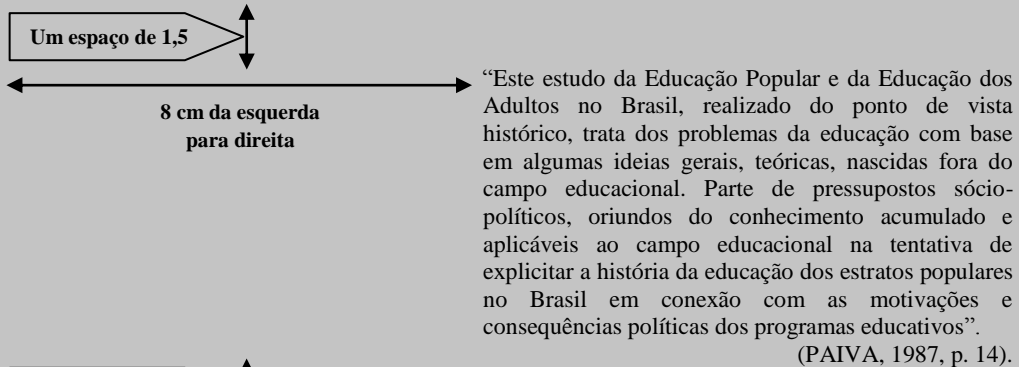 Um espaço de 1,5
8 cm da esquerda
para direita
“Este estudo da Educação Popular e da Educação dos
Adultos no Brasil, realizado do ponto de vista
histórico, trata dos problemas da educação com base
em algumas ideias gerais, teóricas, nascidas fora do
campo educacional. Parte de pressupostos sócio-
políticos, oriundos do conhecimento acumulado e
aplicáveis ao campo educacional na tentativa de
explicitar a história da educação dos estratos populares
no Brasil em conexão com as motivações e
consequências políticas dos programas educativos”.
(PAIVA, 1987, p. 14).